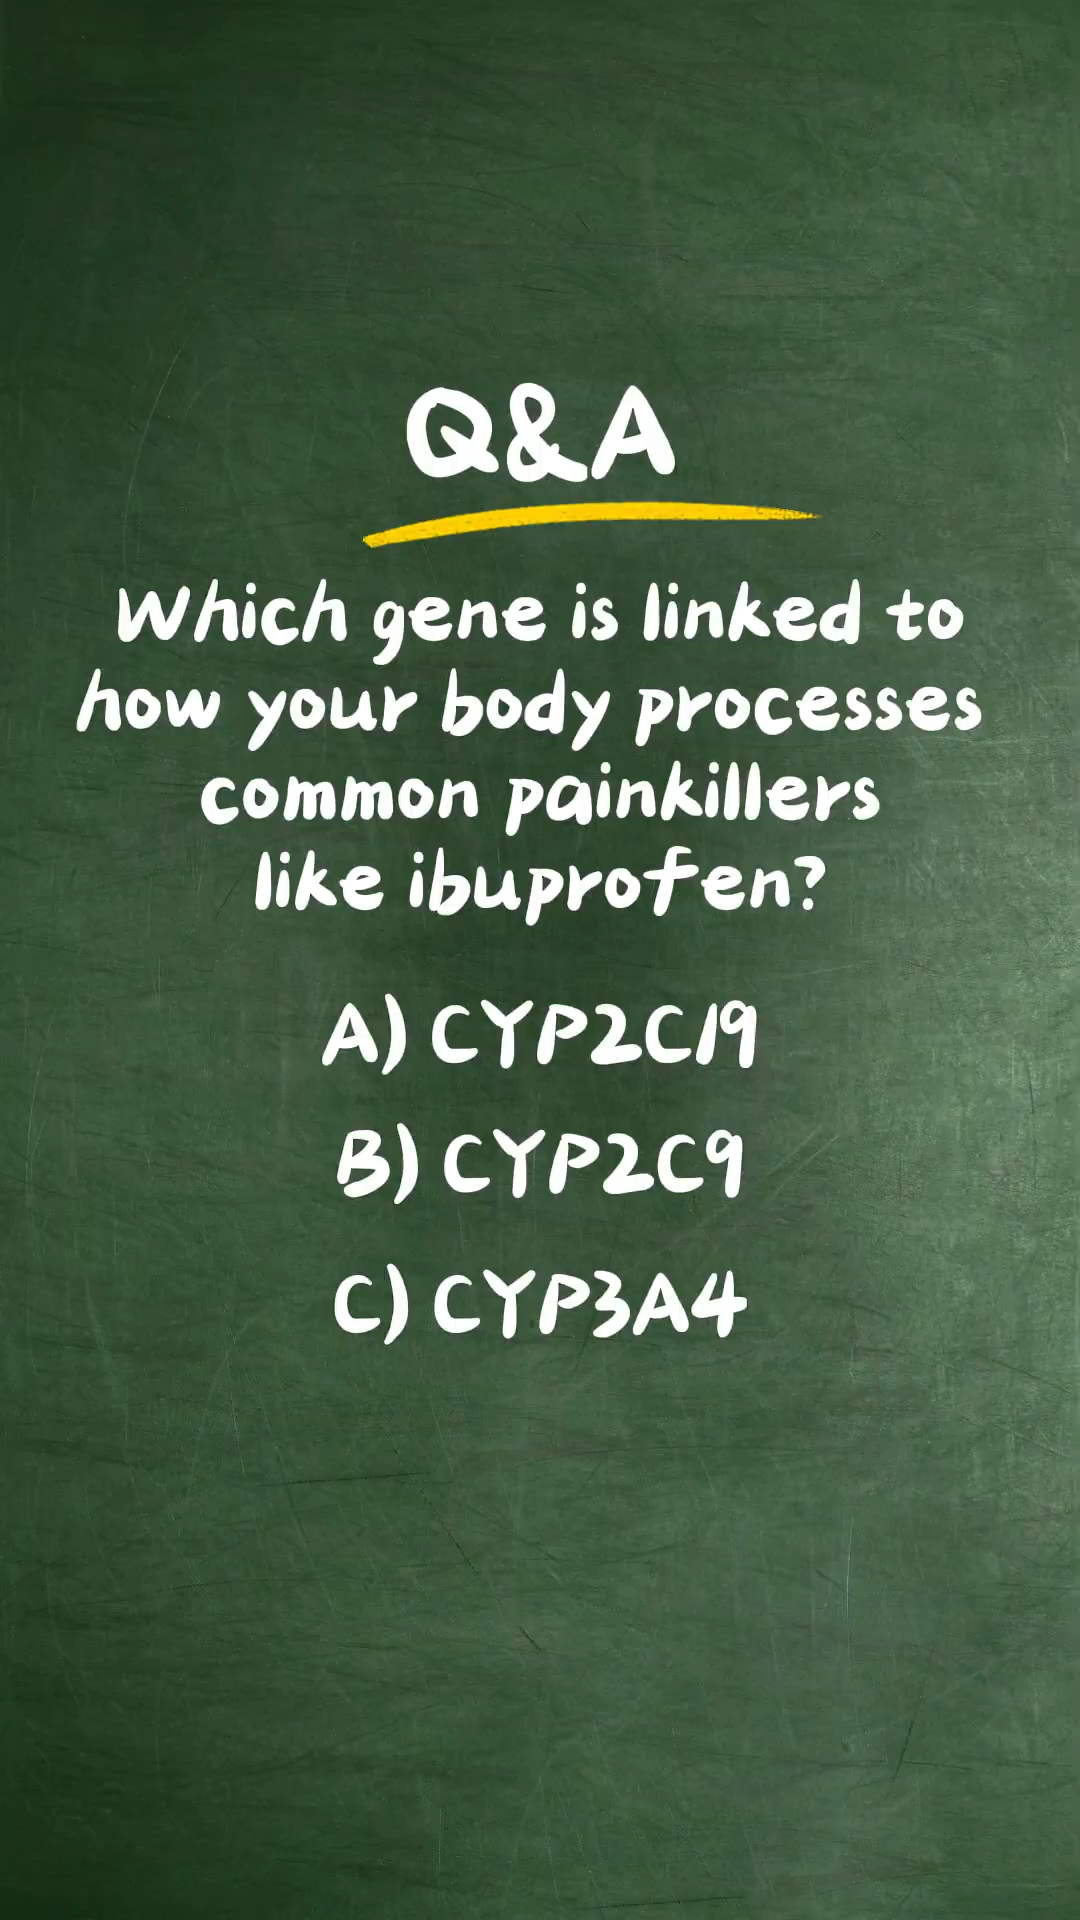 Q&A
Which gene is linked to
how your body processes
common painkillers
like ibuprofen?
A) CYP2C19
B) CYP2C9
C) CYP3A4